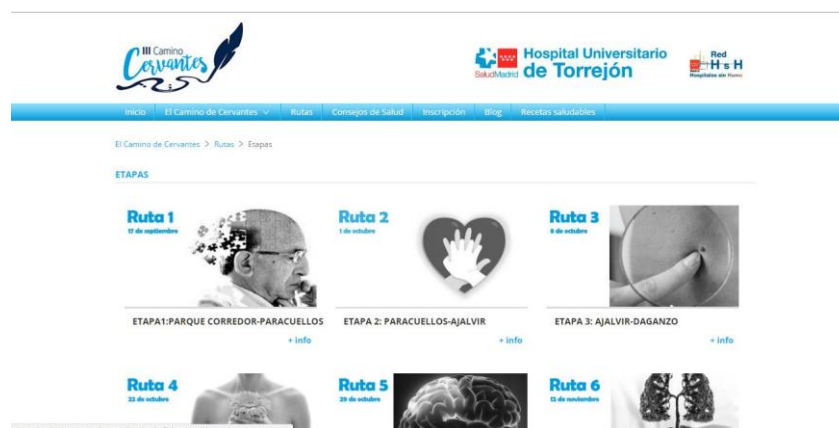 III Camino
Cervantes
SaludMadrid
Hospital Universitario
de Torrejón
Red
H s H
Hospitales sin Humo
Inicio El Camino de Cervantes Rutas Consejos de Salud Inscripción Blog Recetas saludables
El Camino de Cervantes > Rutas > Etapas
ETAPAS
Ruta 1
17 de septiembre
Ruta 2
1 de octubre
Ruta 3
8 de octubre
ETAPA1:PARQUE CORREDOR-PARACUELLOS
ETAPA 2: PARACUELLOS-AJALVIR
ETAPA 3: AJALVIR-DAGANZO
+ info
+ info
+ info
Ruta 4
22 de octubre
Ruta 5
29 de octubre
Ruta 6
12 de noviembre